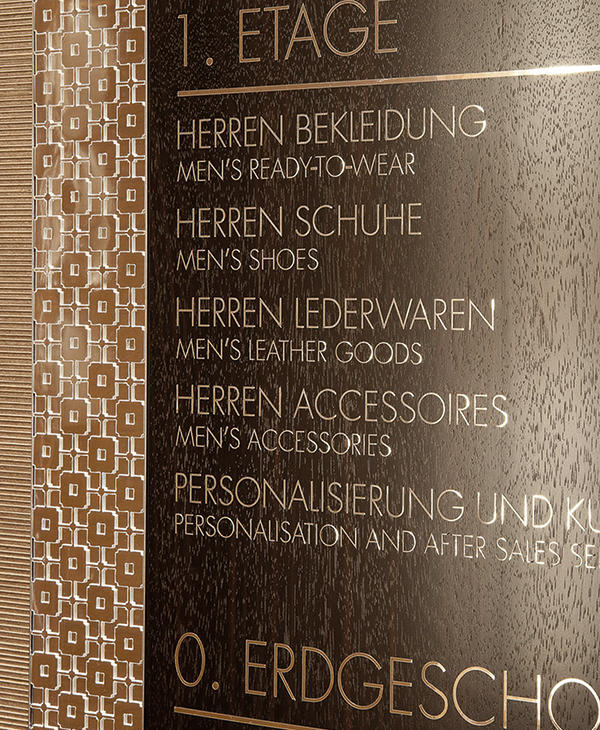 1. ETAGE
HERREN BEKLEIDUNG
MEN'S READY-TO-WEAR
HERREN SCHUHE
MEN'S SHOES
HERREN LEDERWAREN
MEN'S LEATHER GOODS
HERREN ACCESSOIRES
MEN'S ACCESSORIES
PERSONALISIERUNG UND KU
PERSONALISATION AND AFTER SALES SE
0. ERDGESCHO